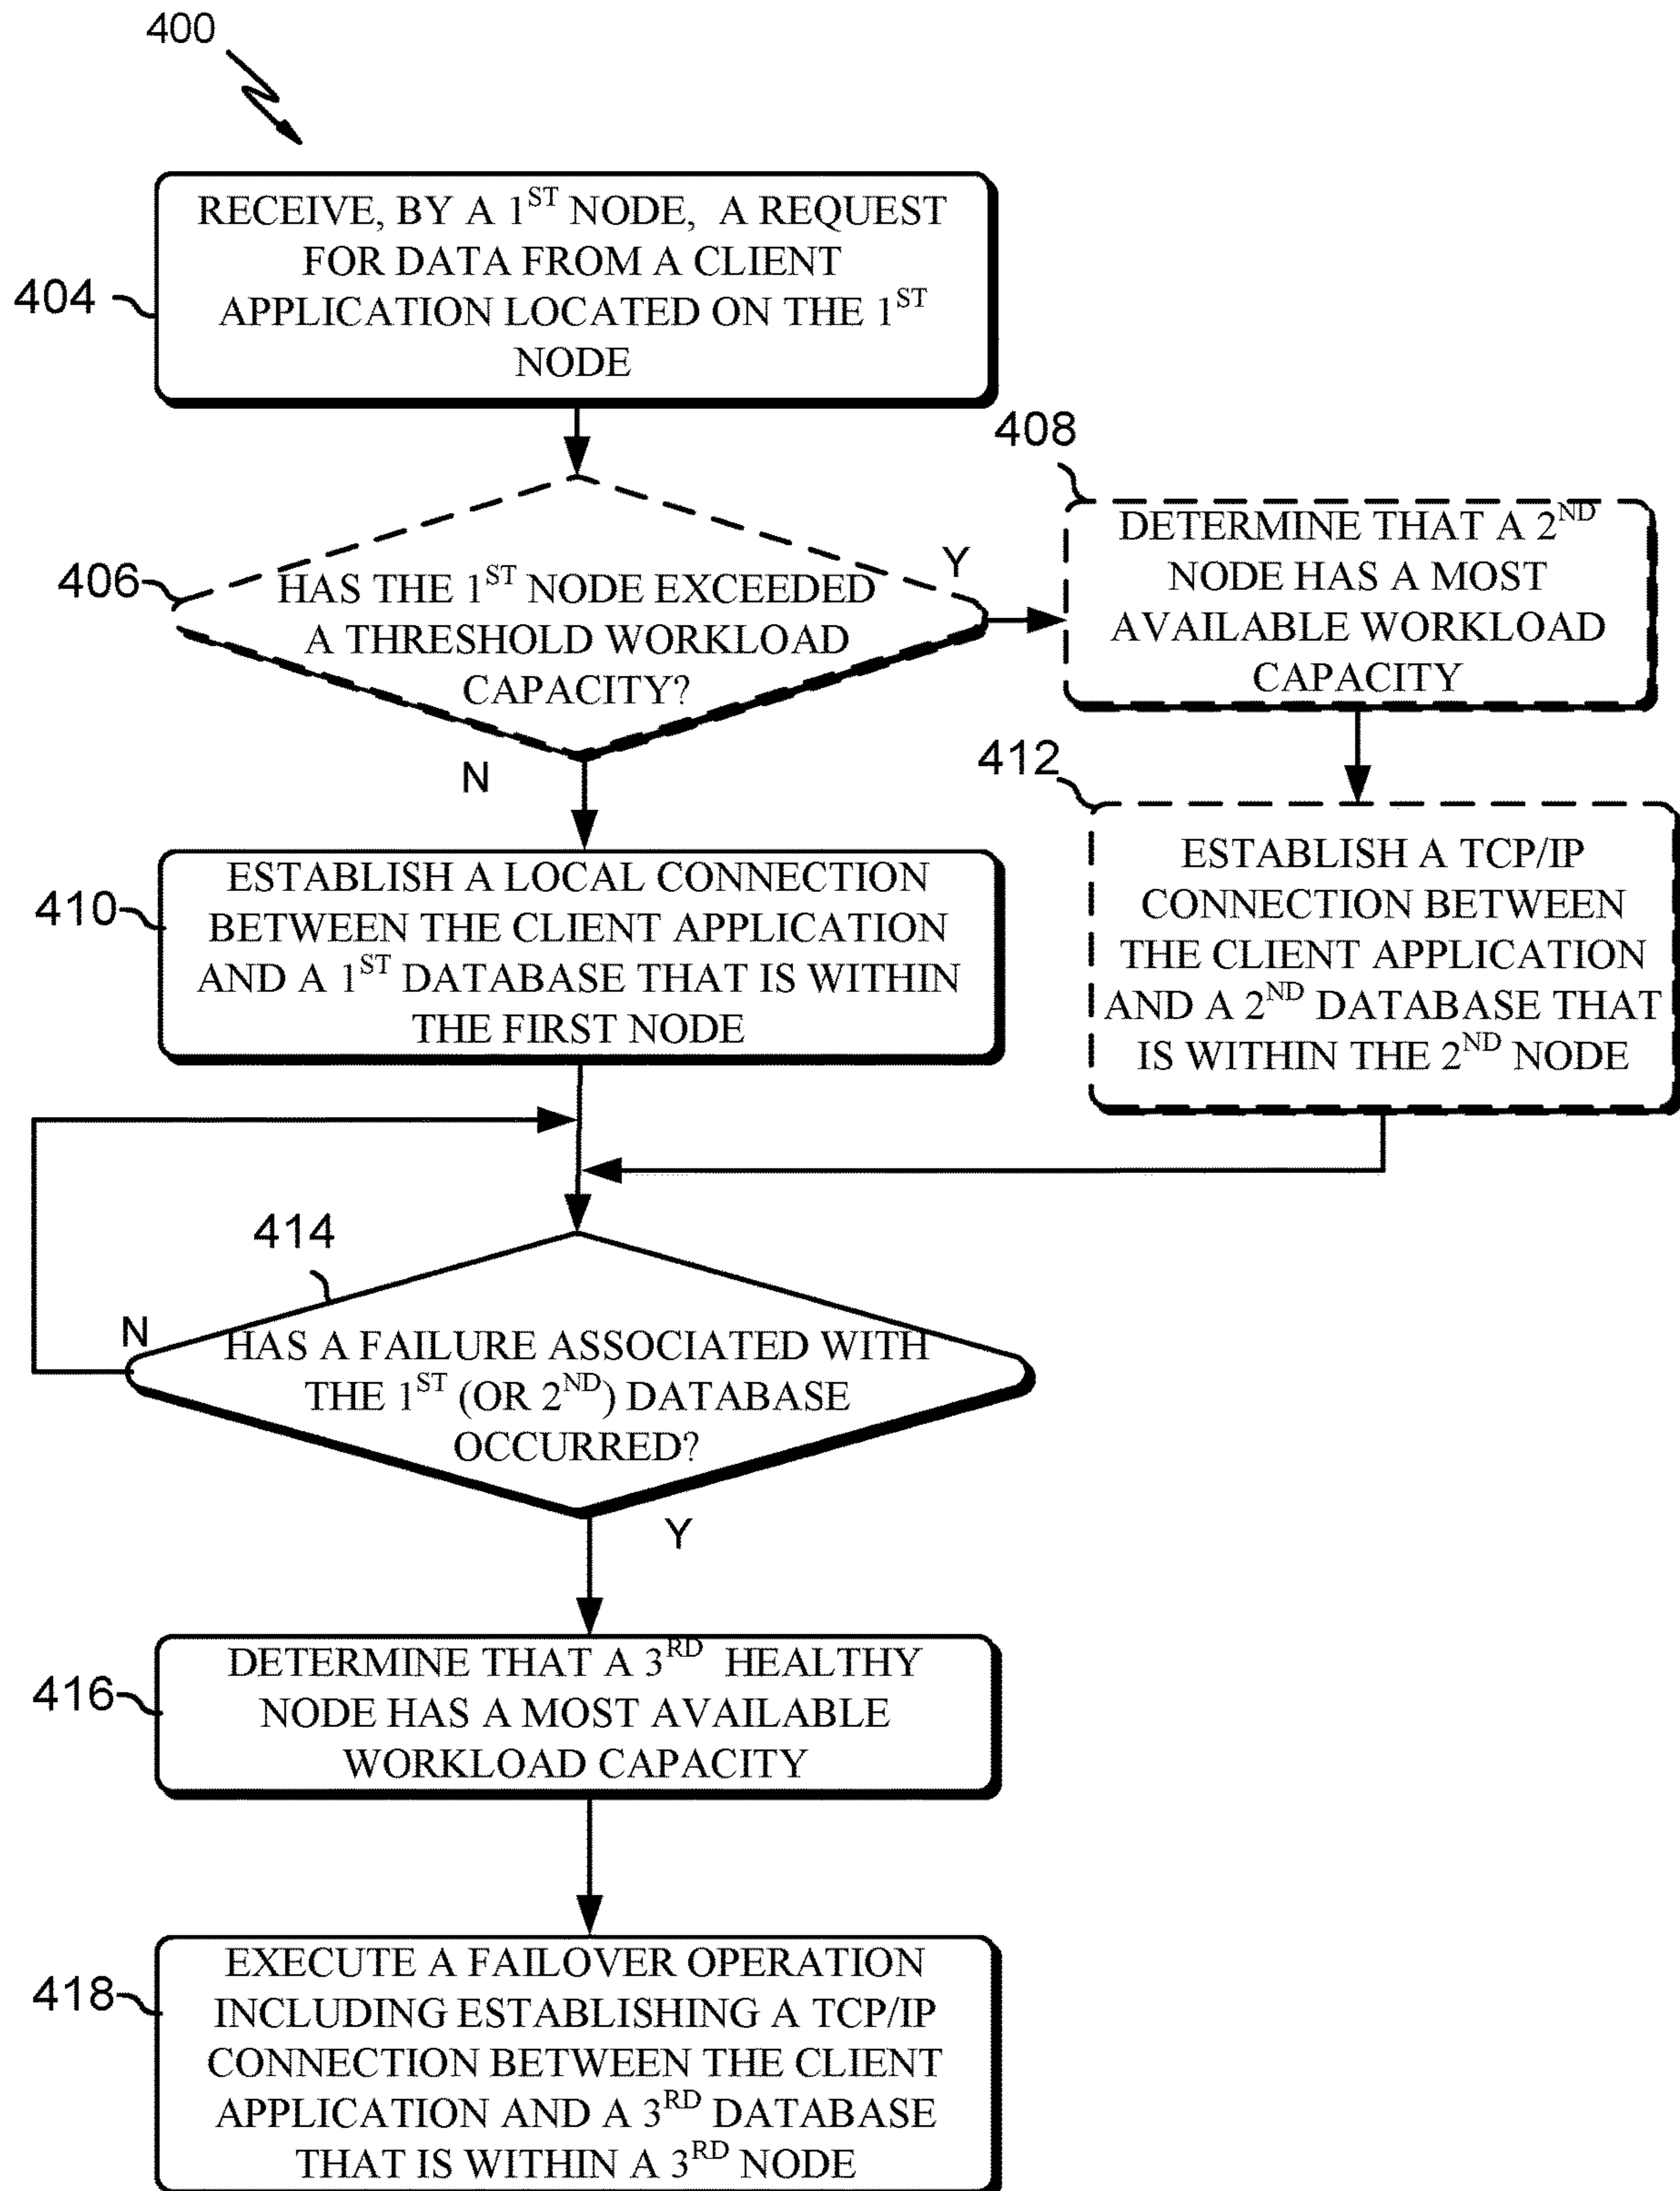 400
404
RECEIVE, BY A 1ST NODE, A REQUEST
FOR DATA FROM A CLIENT
APPLICATION LOCATED ON THE 1ST
NODE
406
HAS THE 1ST NODE EXCEEDED
A THRESHOLD WORKLOAD
CAPACITY?
Y
N
408
DETERMINE THAT A 2ND
NODE HAS A MOST
AVAILABLE WORKLOAD
CAPACITY
410
ESTABLISH A LOCAL CONNECTION
BETWEEN THE CLIENT APPLICATION
AND A 1ST DATABASE THAT IS WITHIN
THE FIRST NODE
412
ESTABLISH A TCP/IP
CONNECTION BETWEEN
THE CLIENT APPLICATION
AND A 2ND DATABASE THAT
IS WITHIN THE 2ND NODE
414
N
HAS A FAILURE ASSOCIATED WITH
THE 1ST (OR 2ND) DATABASE
OCCURRED?
Y
416
DETERMINE THAT A 3RD HEALTHY
NODE HAS A MOST AVAILABLE
WORKLOAD CAPACITY
418
EXECUTE A FAILOVER OPERATION
INCLUDING ESTABLISHING A TCP/IP
CONNECTION BETWEEN THE CLIENT
APPLICATION AND A 3RD DATABASE
THAT IS WITHIN A 3RD NODE